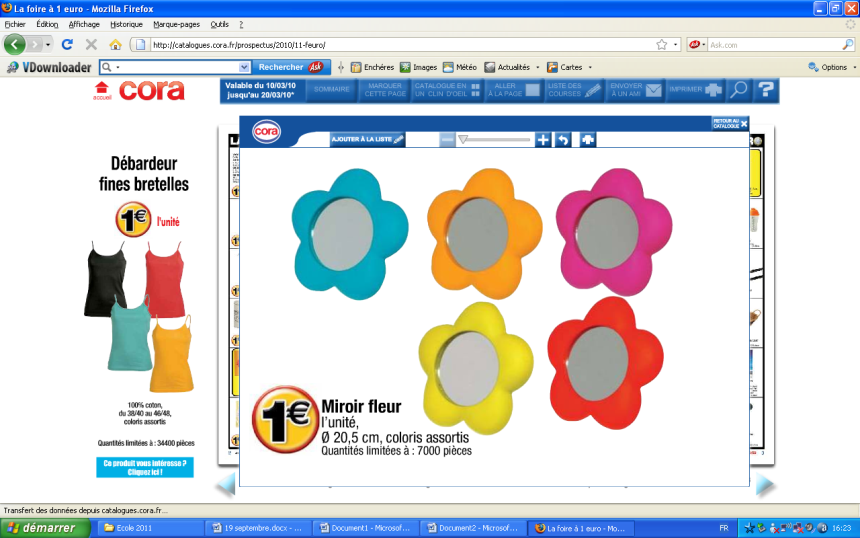 La foire à 1 euro - Mozilla Firefox
Fichier Édition Affichage Historique Marque-pages Outils ?
http://catalogues.cora.fr/prospectus/2010/11-feuro/
Ask Ask.com
VDownloader Rechercher Ask Enchères Images Météo Actualités Cartes Options
accueil cora
Valable du 10/03/10
jusqu'au 20/03/10*
SOMMAIRE
MARQUER
CETTE PAGE
CATALOGUE EN
UN CLIN D'OEIL
ALLER
À LA PAGE
LISTE DES
COURSES
ENVOYER
À UN AMI
IMPRIMER
?
cora
AJOUTER À LA LISTE
RETOUR AU
CATALOGUE
Débardeur
fines bretelles
1€ l'unité
100% coton,
du 38/40 au 46/48,
coloris assortis
Quantités limitées à : 34400 pièces
Ce produit vous intéresse ?
Cliquez ici !
1€
Miroir fleur
l'unité,
Ø 20,5 cm, coloris assortis
Quantités limitées à : 7000 pièces
Transfert des données depuis catalogues.cora.fr...
démarrer Ecole 2011 19 septembre.docx - ... Document1 - Microsof... Document2 - Microsof... La foire à 1 euro - Mo... FR 16:23